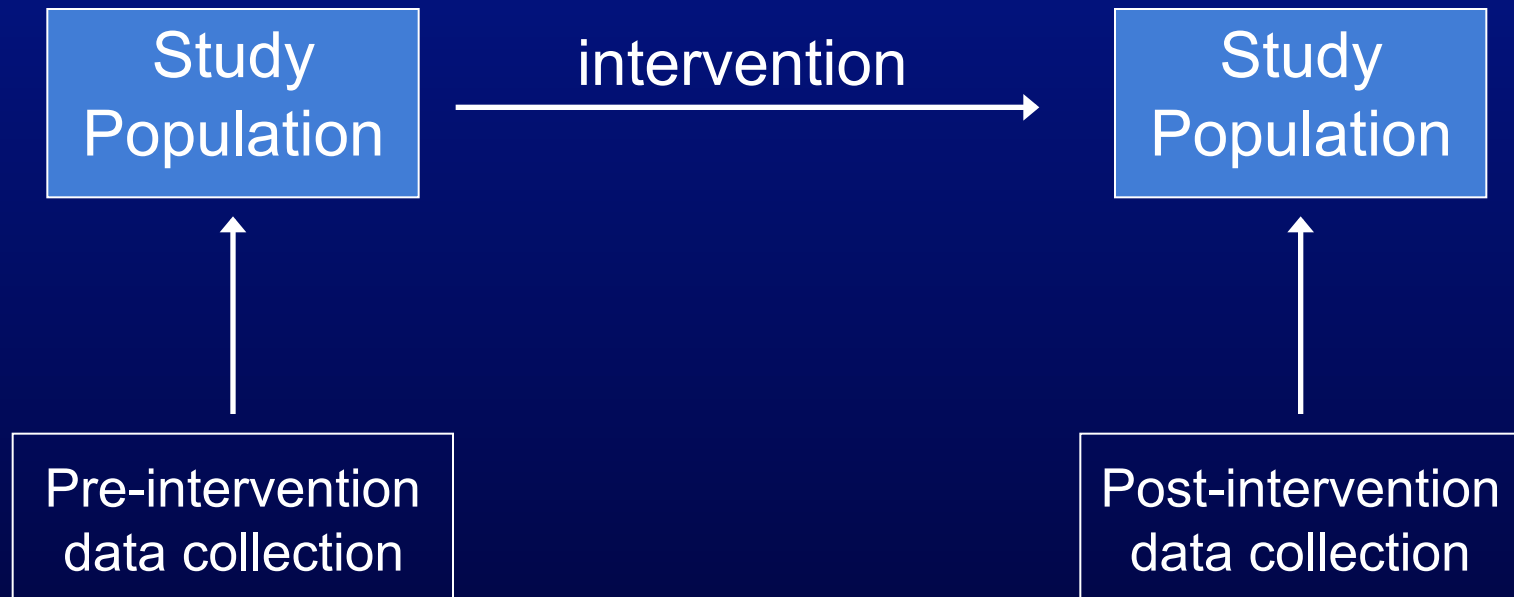 Study
Population
intervention
Study
Population
Pre-intervention
data collection
Post-intervention
data collection